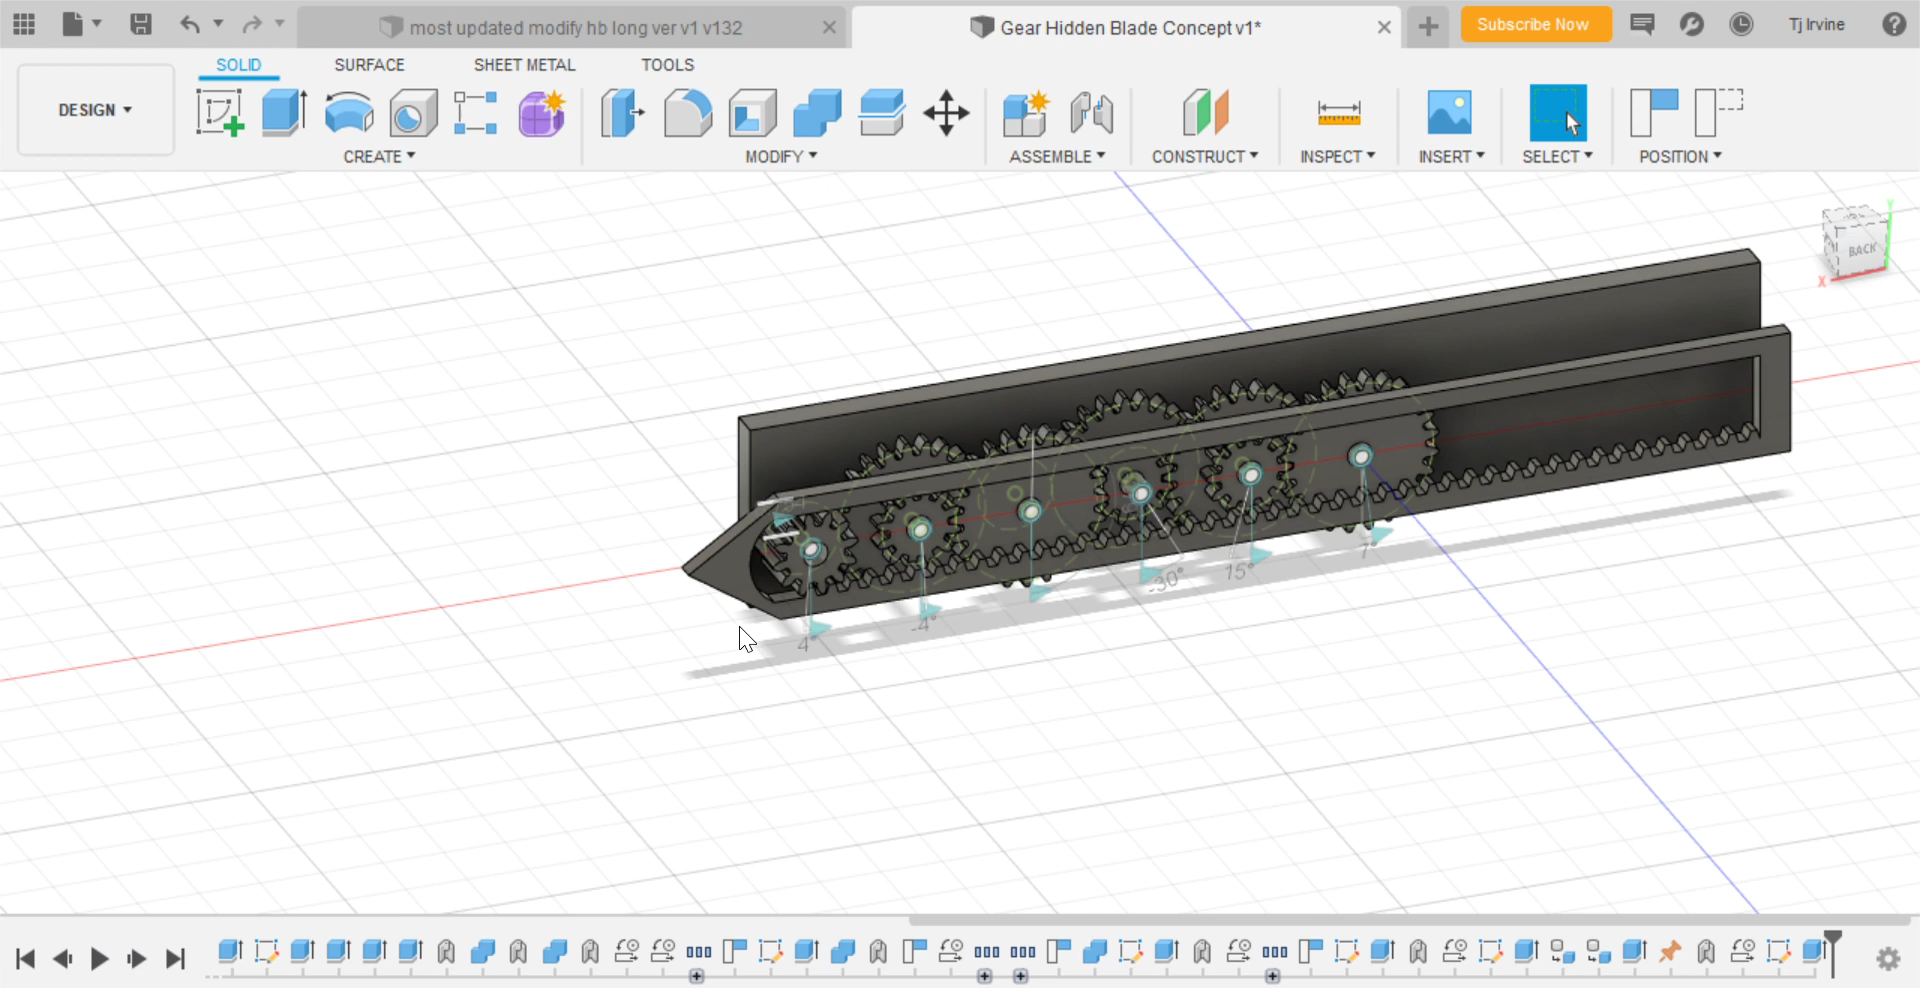 most updated modify hb long ver v1 v132
Gear Hidden Blade Concept v1*
Subscribe Now
Tj Irvine
SOLID
SURFACE
SHEET METAL
TOOLS
DESIGN
CREATE
MODIFY
ASSEMBLE
CONSTRUCT
INSPECT
INSERT
SELECT
POSITION
Y
BACK
X
7°
15°
-30°
-4°
4°